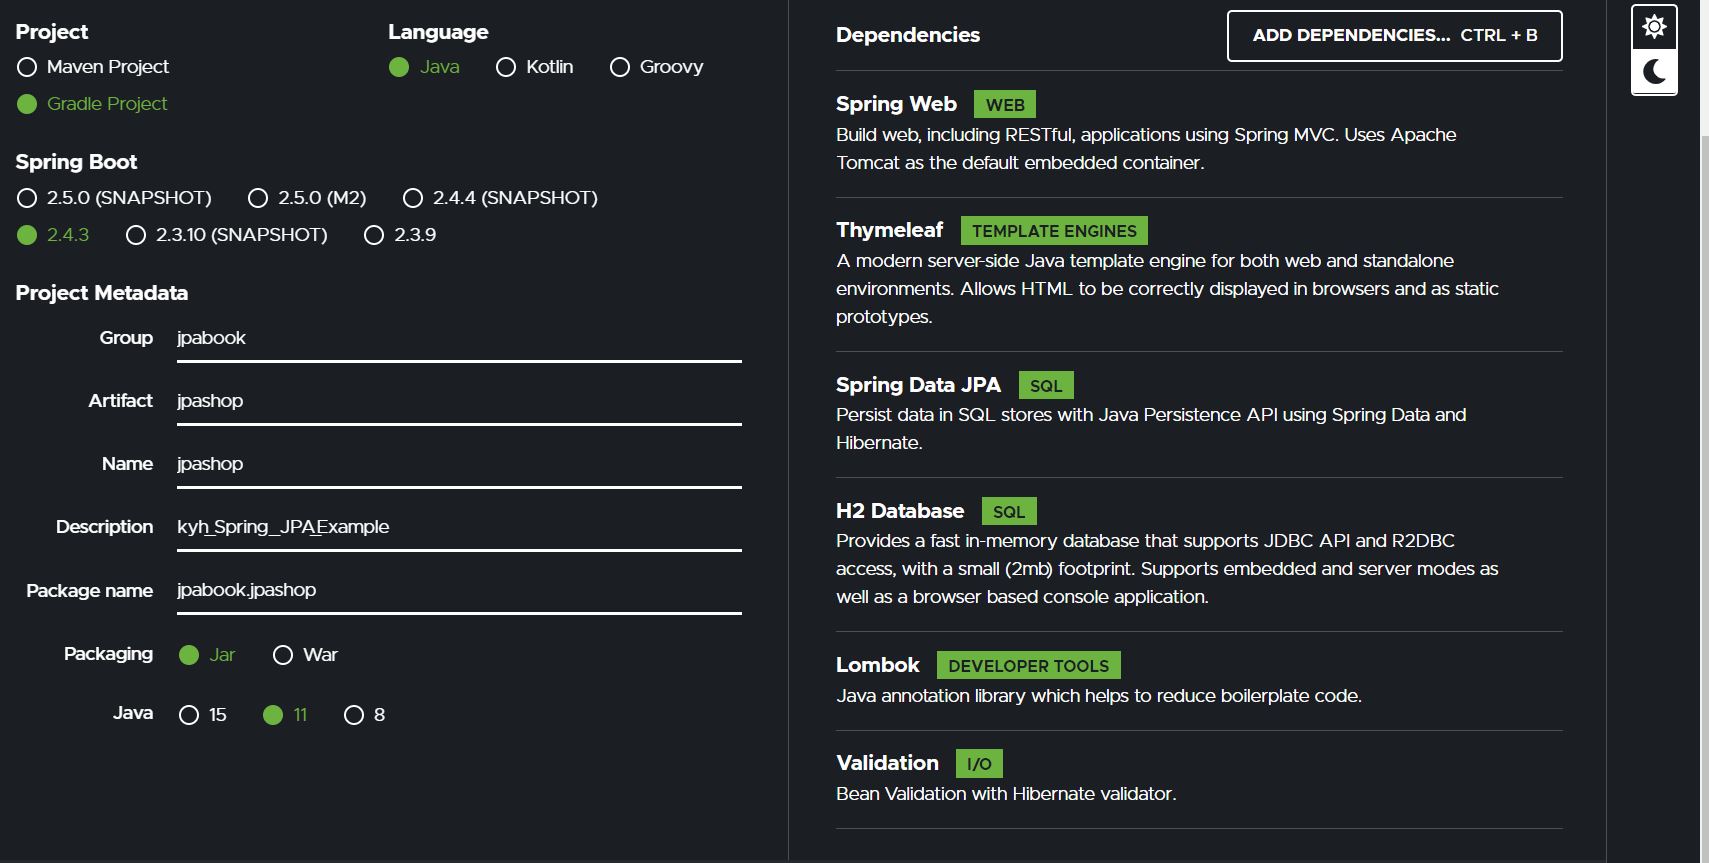 Project
Maven Project
Gradle Project
Language
Java Kotlin Groovy
Spring Boot
2.5.0 (SNAPSHOT) 2.5.0 (M2) 2.4.4 (SNAPSHOT)
2.4.3 2.3.10 (SNAPSHOT) 2.3.9
Project Metadata
Group jpabook
Artifact jpashop
Name jpashop
Description kyh_Spring_JPA_Example
Package name jpabook.jpashop
Packaging Jar War
Java 15 11 8
Dependencies
ADD DEPENDENCIES... CTRL + B
Spring Web WEB
Build web, including RESTful, applications using Spring MVC. Uses Apache
Tomcat as the default embedded container.
Thymeleaf TEMPLATE ENGINES
A modern server-side Java template engine for both web and standalone
environments. Allows HTML to be correctly displayed in browsers and as static
prototypes.
Spring Data JPA SQL
Persist data in SQL stores with Java Persistence API using Spring Data and
Hibernate.
H2 Database SQL
Provides a fast in-memory database that supports JDBC API and R2DBC
access, with a small (2mb) footprint. Supports embedded and server modes as
well as a browser based console application.
Lombok DEVELOPER TOOLS
Java annotation library which helps to reduce boilerplate code.
Validation I/O
Bean Validation with Hibernate validator.